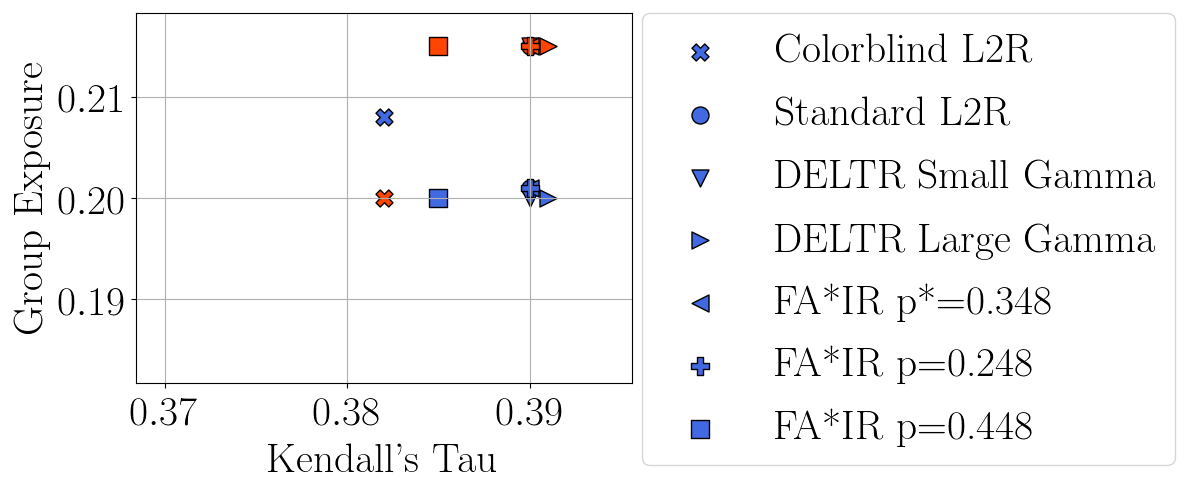 Group Exposure
0.21
0.20
0.19
0.37 0.38 0.39
Kendall's Tau
Colorblind L2R
Standard L2R
DELTR Small Gamma
DELTR Large Gamma
FA*IR p*=0.348
FA*IR p=0.248
FA*IR p=0.448